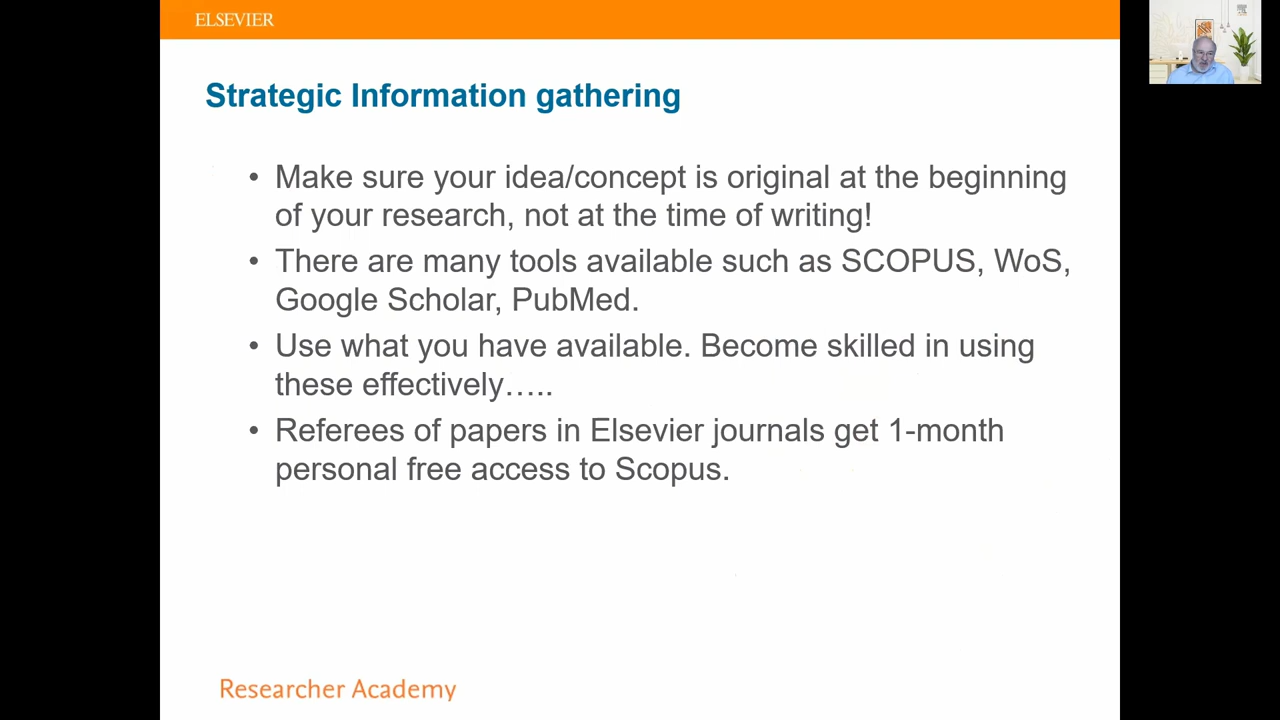 ELSEVIER
Strategic Information gathering
• Make sure your idea/concept is original at the beginning
of your research, not at the time of writing!
• There are many tools available such as SCOPUS, WoS,
Google Scholar, PubMed.
• Use what you have available. Become skilled in using
these effectively…..
• Referees of papers in Elsevier journals get 1-month
personal free access to Scopus.
Researcher Academy